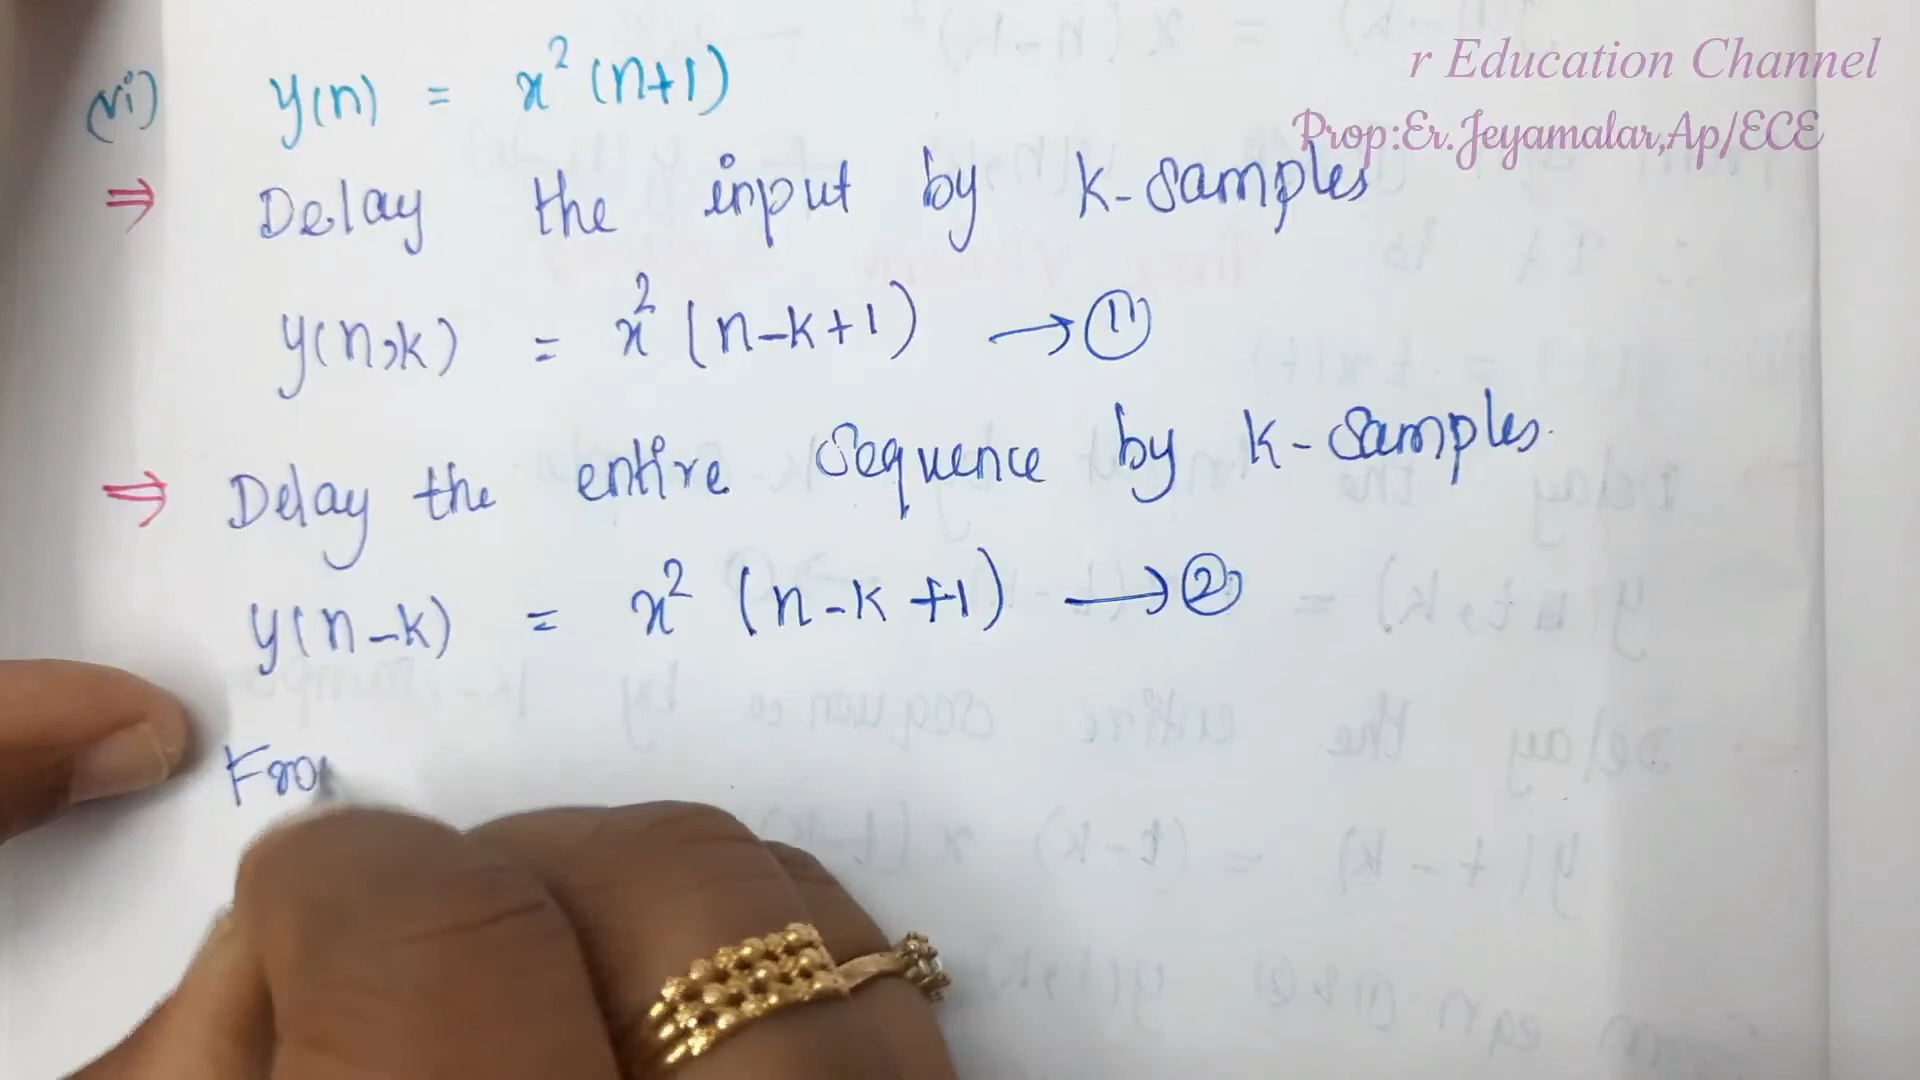 r Education Channel
Prop:Er.Jeyamalar,Ap/ECE
(vi) y(n) = x² (n+1)
⇒ Delay the input by k-samples
y(n,k) = x² (n-k+1) → ①
⇒ Delay the entire sequence by k-samples.
y(n-k) = x² (n-k+1) → ②
Fro